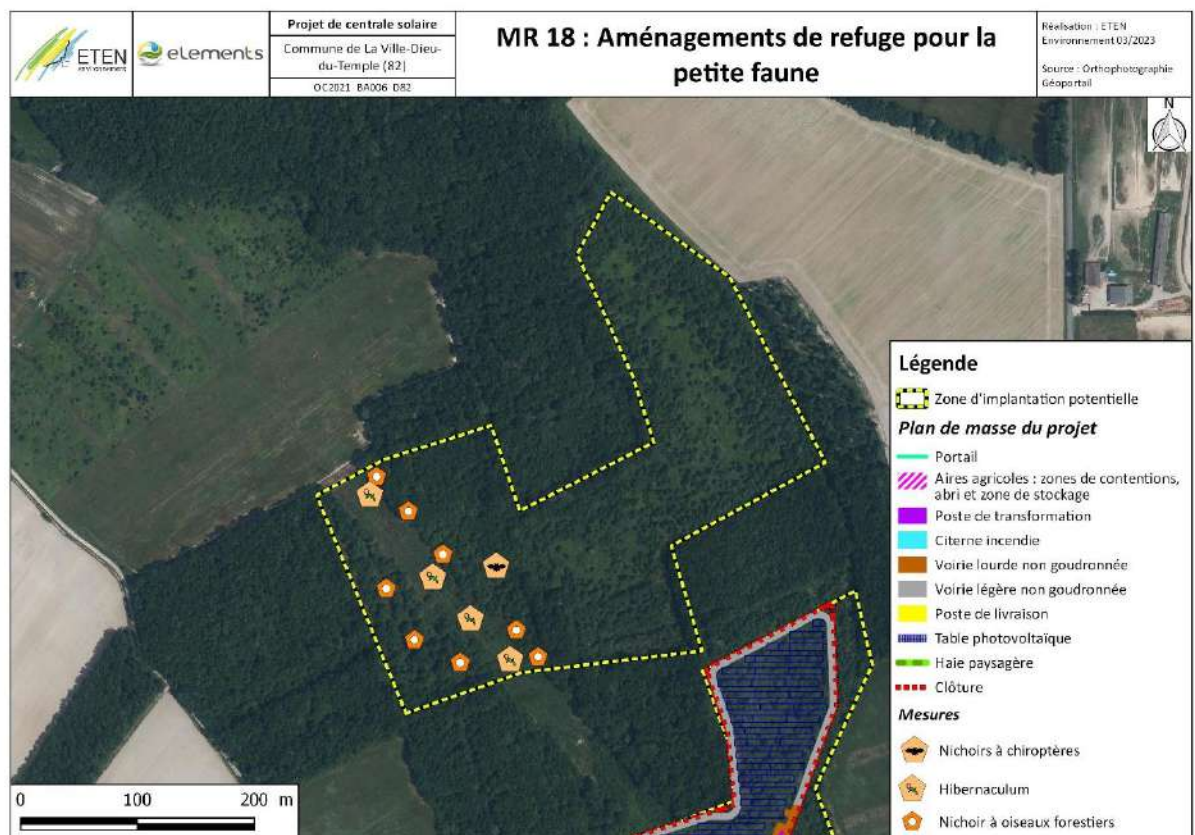 ETEN
environnement
elements
Projet de centrale solaire
Commune de La Ville-Dieu-
du-Temple (82)
OC2021_BA006_D82
MR 18 : Aménagements de refuge pour la
petite faune
Réalisation : ETEN
Environnement 03/2023
Source : Orthophotographie
Géoportail
N
Légende
Zone d'implantation potentielle
Plan de masse du projet
Portail
Aires agricoles : zones de contentions,
abri et zone de stockage
Poste de transformation
Citerne incendie
Voirie lourde non goudronnée
Voirie légère non goudronnée
Poste de livraison
Table photovoltaïque
Haie paysagère
Clôture
Mesures
Nichoirs à chiroptères
Hibernaculum
Nichoir à oiseaux forestiers
0 100 200 m